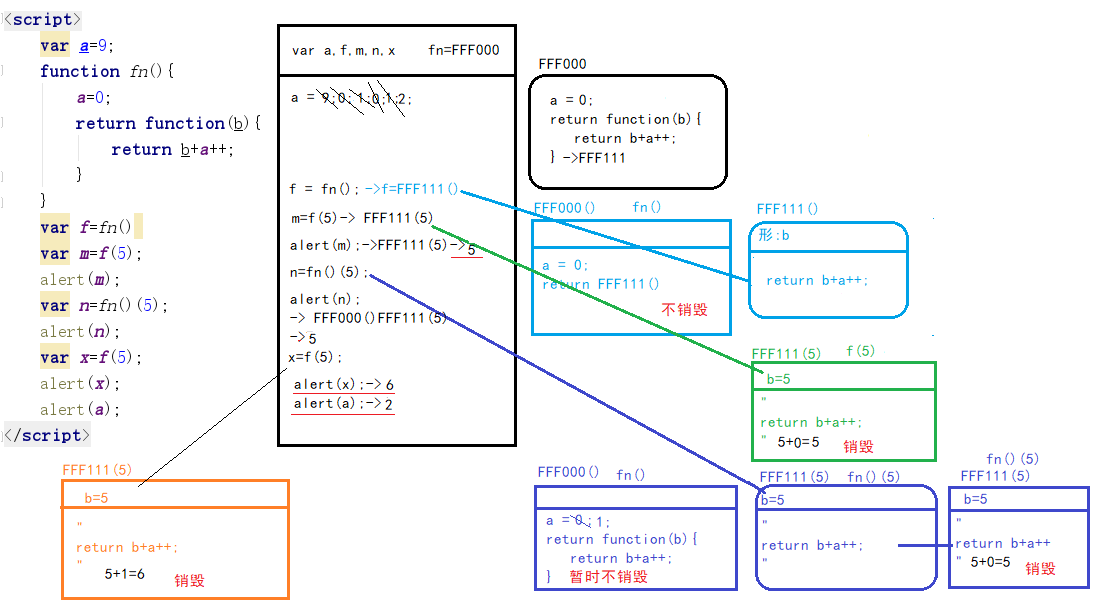 <script>
var a=9;
function fn(){
a=0;
return function(b){
return b+a++;
}
}
var f=fn()
var m=f(5);
alert(m);
var n=fn()(5);
alert(n);
var x=f(5);
alert(x);
alert(a);
</script>
var a,f,m,n,x fn=FFF000
a = 9;0;1;0;1;2;
f = fn();->f=FFF111()
m=f(5)-> FFF111(5)
alert(m);->FFF111(5)->5
n=fn()(5);
alert(n);
-> FFF000()FFF111(5)
->5
x=f(5);
alert(x);->6
alert(a);->2
FFF000
a = 0;
return function(b){
return b+a++;
} ->FFF111
FFF000() fn()
a = 0;
return FFF111()
不销毁
FFF111()
形:b
return b+a++;
FFF111(5) f(5)
b=5
"
return b+a++;
" 5+0=5 销毁
FFF111(5)
b=5
"
return b+a++;
"
5+1=6 销毁
FFF000() fn()
a = 0;1;
return function(b){
return b+a++;
} 暂时不销毁
FFF111(5) fn()(5)
b=5
"
return b+a++;
"
fn()(5)
FFF111(5)
b=5
"
return b+a++
" 5+0=5 销毁